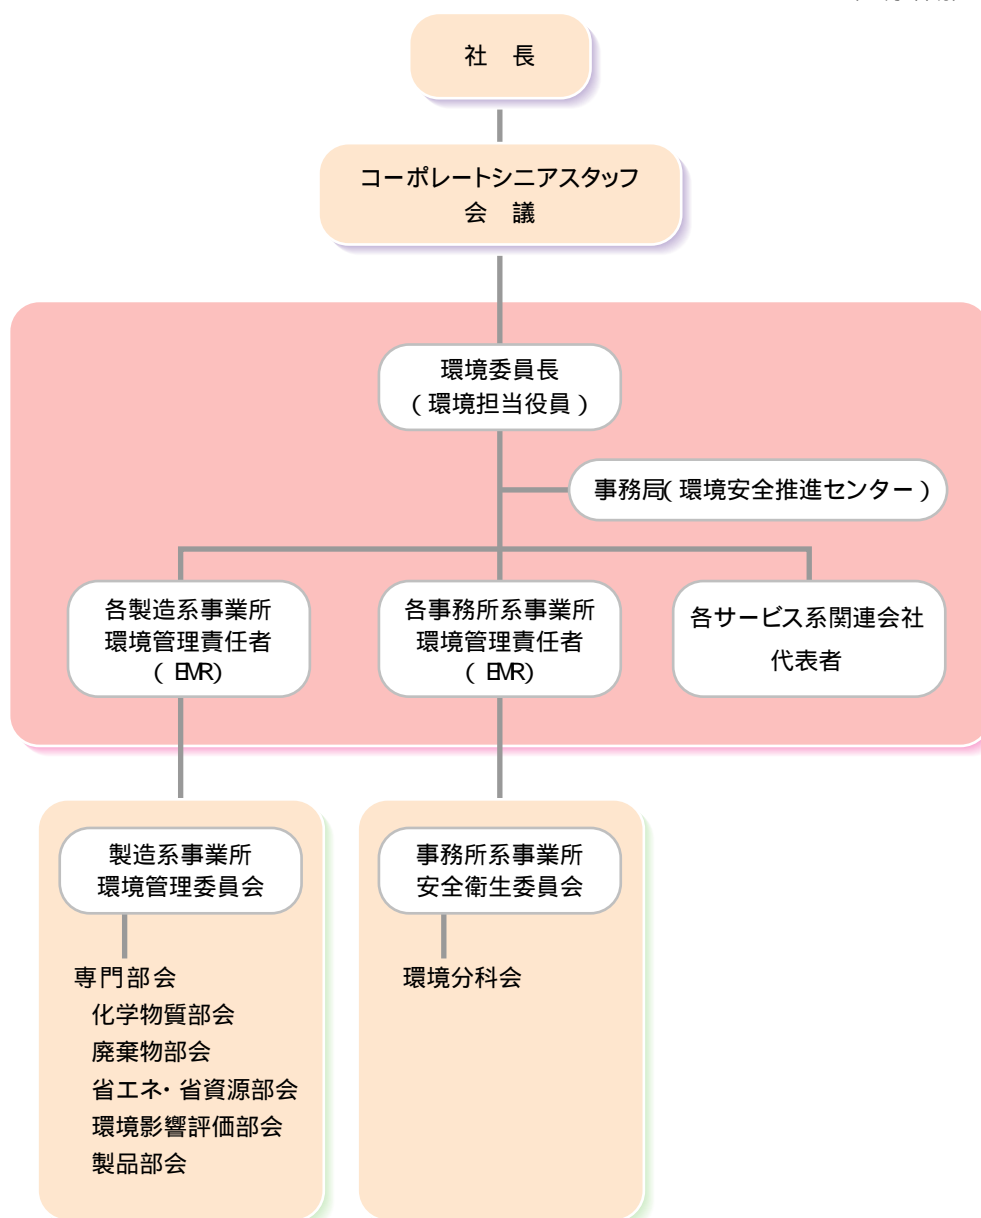 社 長
コーポレートシニアスタッフ
会 議
環境委員長
(環境担当役員)
事務局(環境安全推進センター)
各製造系事業所
環境管理責任者
(EMR)
各事務所系事業所
環境管理責任者
(EMR)
各サービス系関連会社
代表者
製造系事業所
環境管理委員会
専門部会
化学物質部会
廃棄物部会
省エネ・省資源部会
環境影響評価部会
製品部会
事務所系事業所
安全衛生委員会
環境分科会